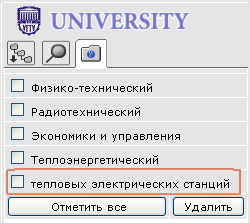 UNIVERSITY
Физико-технический
Радиотехнический
Экономики и управления
Теплоэнергетический
тепловых электрических станций
Отметить все Удалить